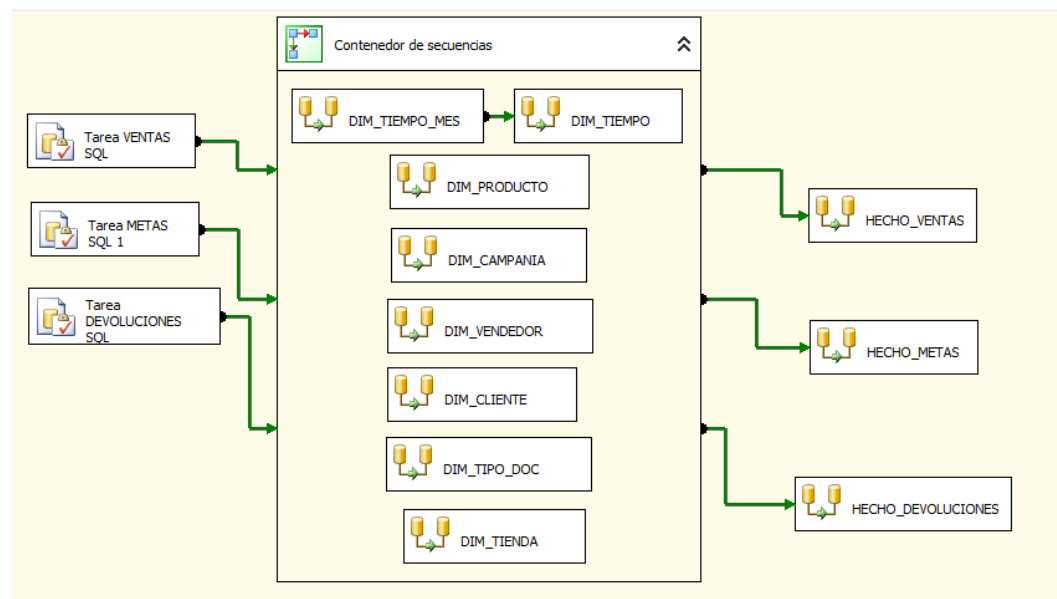 Contenedor de secuencias
DIM_TIEMPO_MES
DIM_TIEMPO
Tarea VENTAS
SQL
DIM_PRODUCTO
Tarea METAS
SQL 1
HECHO_VENTAS
DIM_CAMPANIA
Tarea
DEVOLUCIONES
SQL
DIM_VENDEDOR
HECHO_METAS
DIM_CLIENTE
DIM_TIPO_DOC
HECHO_DEVOLUCIONES
DIM_TIENDA